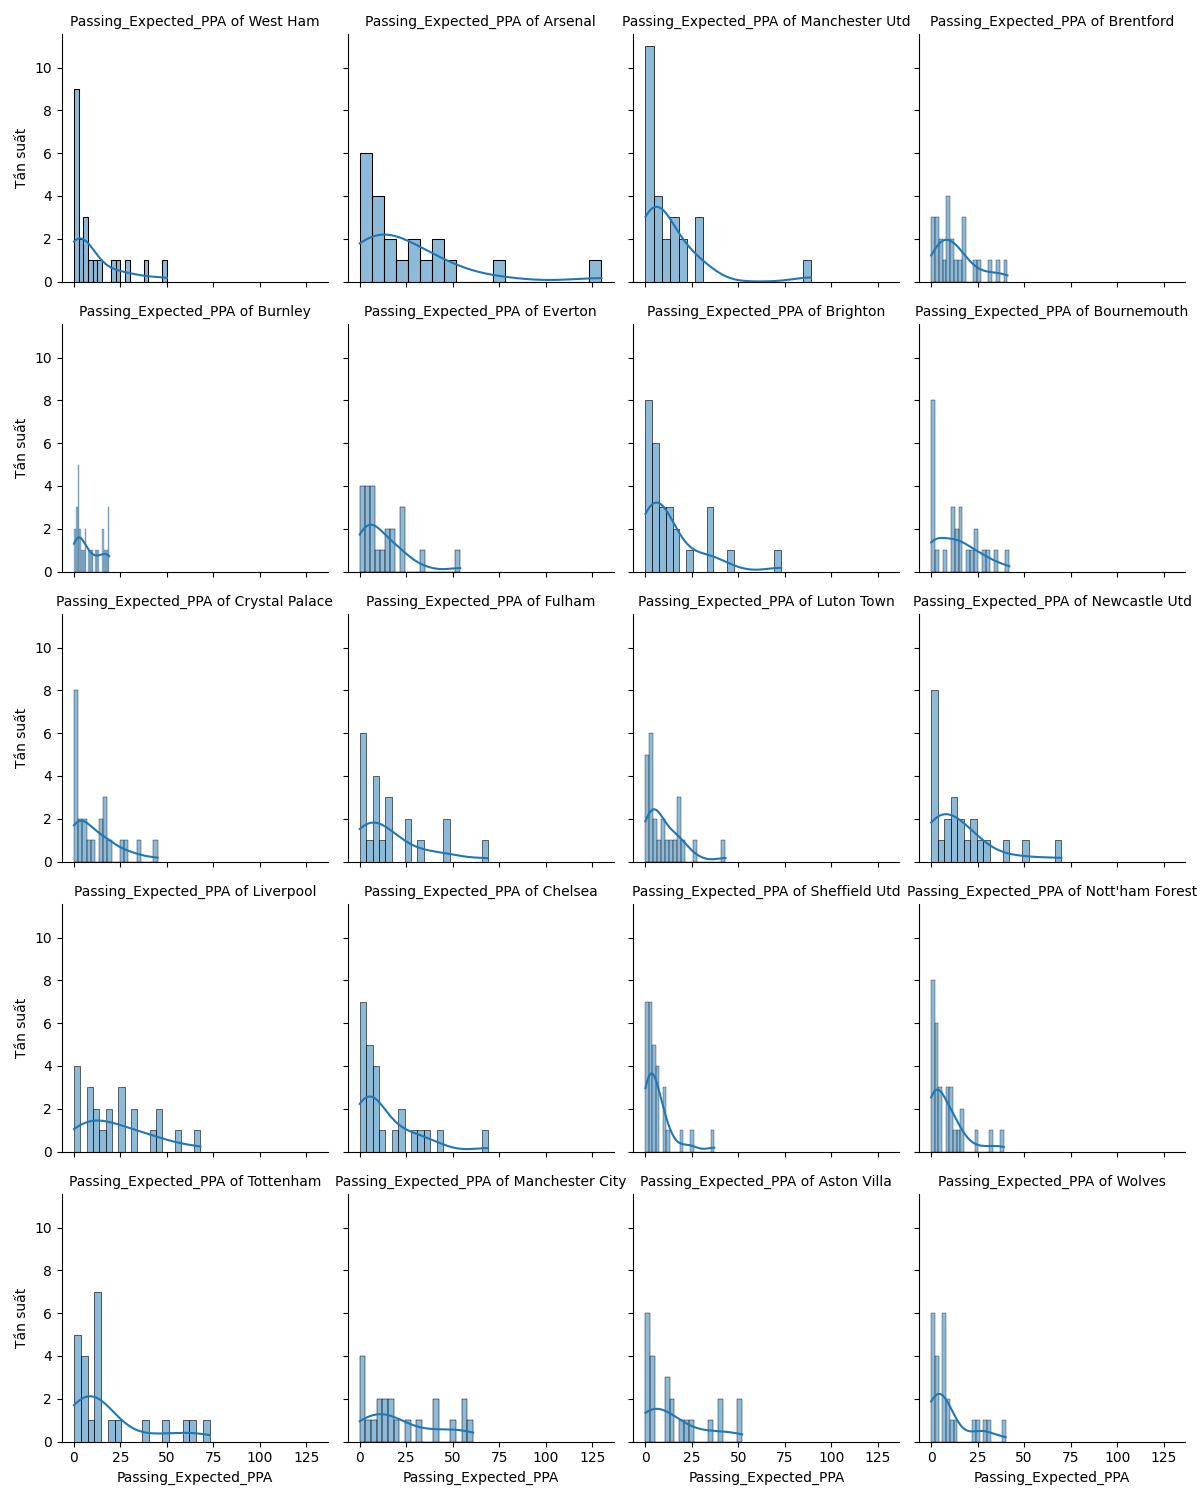 Passing_Expected_PPA of West Ham
Passing_Expected_PPA of Arsenal
Passing_Expected_PPA of Manchester Utd
Passing_Expected_PPA of Brentford
10
8
6
4
2
0
Tần suất
Passing_Expected_PPA of Burnley
Passing_Expected_PPA of Everton
Passing_Expected_PPA of Brighton
Passing_Expected_PPA of Bournemouth
10
8
6
4
2
0
Tần suất
Passing_Expected_PPA of Crystal Palace
Passing_Expected_PPA of Fulham
Passing_Expected_PPA of Luton Town
Passing_Expected_PPA of Newcastle Utd
10
8
6
4
2
0
Tần suất
Passing_Expected_PPA of Liverpool
Passing_Expected_PPA of Chelsea
Passing_Expected_PPA of Sheffield Utd
Passing_Expected_PPA of Nott'ham Forest
10
8
6
4
2
0
Tần suất
Passing_Expected_PPA of Tottenham
Passing_Expected_PPA of Manchester City
Passing_Expected_PPA of Aston Villa
Passing_Expected_PPA of Wolves
10
8
6
4
2
0
Tần suất
0 25 50 75 100 125
0 25 50 75 100 125
0 25 50 75 100 125
0 25 50 75 100 125
Passing_Expected_PPA
Passing_Expected_PPA
Passing_Expected_PPA
Passing_Expected_PPA